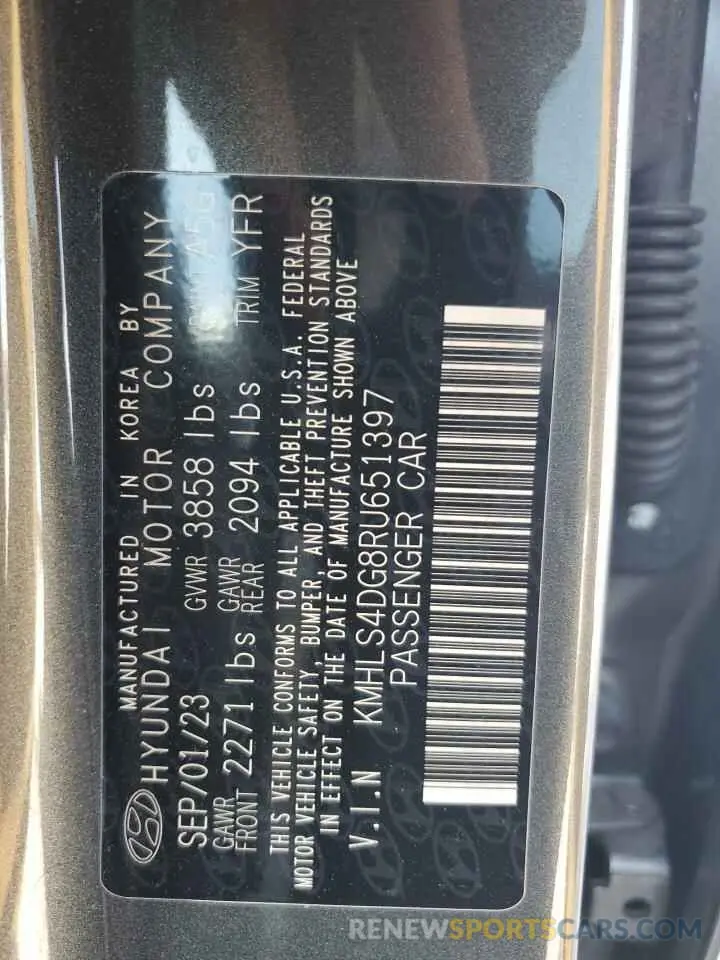 MANUFACTURED IN KOREA BY
HYUNDAI MOTOR COMPANY
SEP/01/23 GVWR 3858 lbs A5G
GAWR FRONT 2271 lbs GAWR REAR 2094 lbs TRIM YFR
THIS VEHICLE CONFORMS TO ALL APPLICABLE U.S.A. FEDERAL
MOTOR VEHICLE SAFETY, BUMPER, AND THEFT PREVENTION STANDARDS
IN EFFECT ON THE DATE OF MANUFACTURE SHOWN ABOVE
V.I.N KMHLS4DG8RU651397
PASSENGER CAR
RENEWSPORTSCARS.COM